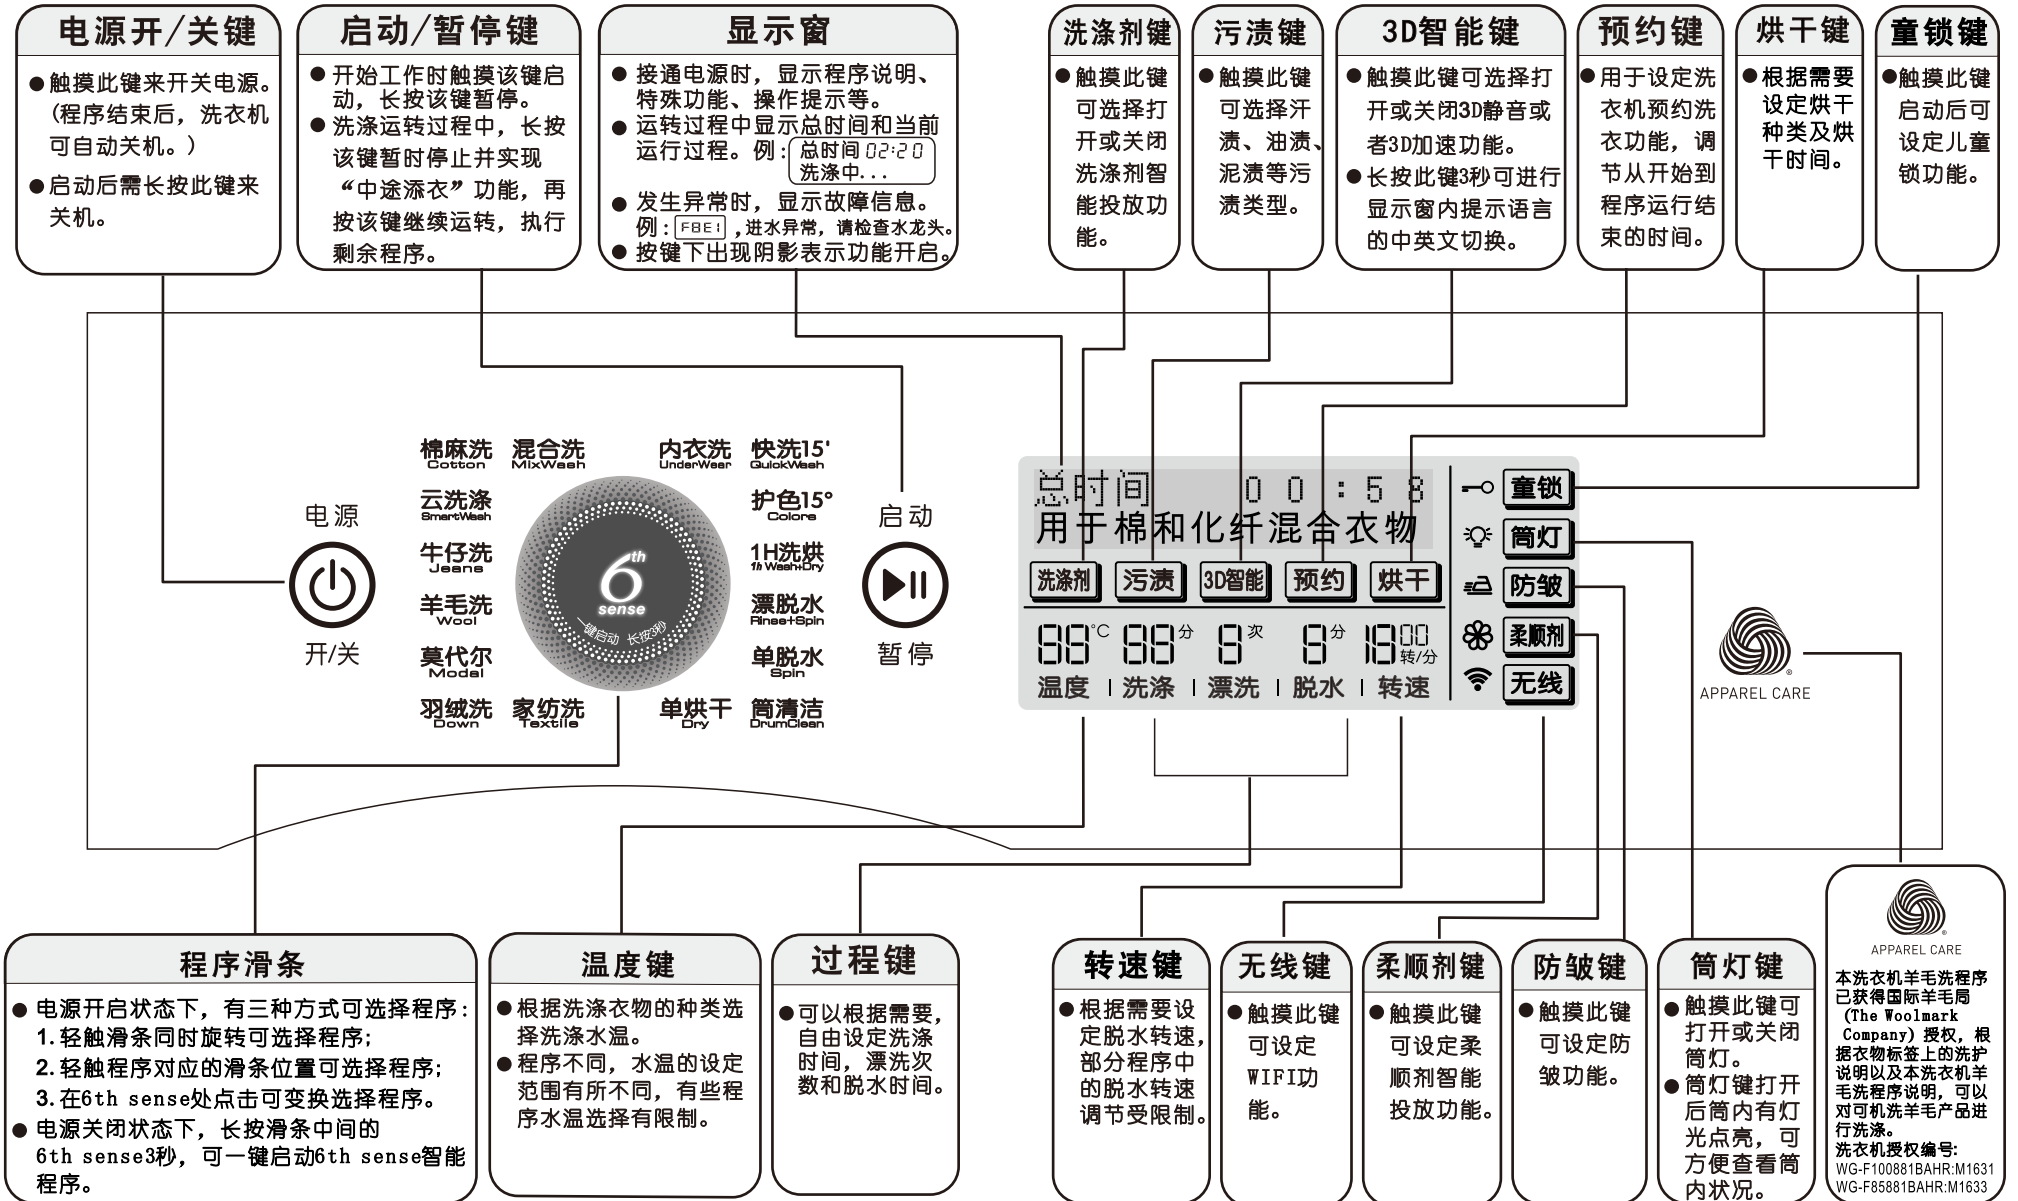 电源开/关键
●触摸此键来开关电源。
(程序结束后，洗衣机
可自动关机。)
●启动后需长按此键来
关机。
启动/暂停键
● 开始工作时触摸该键启
动，长按该键暂停。
● 洗涤运转过程中，长按
该键暂时停止并实现
“中途添衣”功能，再
按该键继续运转，执行
剩余程序。
显示窗
● 接通电源时，显示程序说明、
特殊功能、操作提示等。
● 运转过程中显示总时间和当前
运行过程。例: 总时间 02:20
洗涤中...
● 发生异常时，显示故障信息。
例: F8E1 ,进水异常，请检查水龙头。
● 按键下出现阴影表示功能开启。
洗涤剂键
●触摸此键
可选择打
开或关闭
洗涤剂智
能投放功
能。
污渍键
●触摸此键
可选择汗
渍、油渍、
泥渍等污
渍类型。
3D智能键
●触摸此键可选择打
开或关闭3D静音或
者3D加速功能。
●长按此键3秒可进行
显示窗内提示语言
的中英文切换。
预约键
●用于设定洗
衣机预约洗
衣功能，调
节从开始到
程序运行结
束的时间。
烘干键
●根据需要
设定烘干
种类及烘
干时间。
童锁键
●触摸此键
启动后可
设定儿童
锁功能。
电源
开/关
棉麻洗
Cotton
混合洗
MixWash
内衣洗
UnderWear
快洗15'
QuickWash
云洗涤
SmartWash
护色15°
Colors
牛仔洗
Jeans
1H洗烘
1h Wash+Dry
羊毛洗
Wool
漂脱水
Rinse+Spin
莫代尔
Modal
单脱水
Spin
羽绒洗
Down
家纺洗
Textile
单烘干
Dry
筒清洁
DrumClean
6th
sense
一键启动 长按3秒
启动
暂停
总时间 00:58
用于棉和化纤混合衣物
洗涤剂 污渍 3D智能 预约 烘干
88°C 88分 8次 8分 1800转/分
温度 洗涤 漂洗 脱水 转速
童锁
筒灯
防皱
柔顺剂
无线
APPAREL CARE
程序滑条
● 电源开启状态下，有三种方式可选择程序:
1.轻触滑条同时旋转可选择程序;
2.轻触程序对应的滑条位置可选择程序;
3.在6th sense处点击可变换选择程序。
● 电源关闭状态下，长按滑条中间的
6th sense3秒，可一键启动6th sense智能
程序。
温度键
●根据洗涤衣物的种类选
择洗涤水温。
●程序不同，水温的设定
范围有所不同，有些程
序水温选择有限制。
过程键
●可以根据需要，
自由设定洗涤
时间，漂洗次
数和脱水时间。
转速键
●根据需要设
定脱水转速，
部分程序中
的脱水转速
调节受限制。
无线键
●触摸此键
可设定
WIFI功
能。
柔顺剂键
●触摸此键
可设定柔
顺剂智能
投放功能。
防皱键
●触摸此键
可设定防
皱功能。
筒灯键
●触摸此键可
打开或关闭
筒灯。
●筒灯键打开
后筒内有灯
光点亮，可
方便查看筒
内状况。
APPAREL CARE
本洗衣机羊毛洗程序
已获得国际羊毛局
(The Woolmark
Company) 授权，根
据衣物标签上的洗护
说明以及本洗衣机羊
毛洗程序说明，可以
对可机洗羊毛产品进
行洗涤。
洗衣机授权编号:
WG-F100881BAHR:M1631
WG-F85881BAHR:M1633